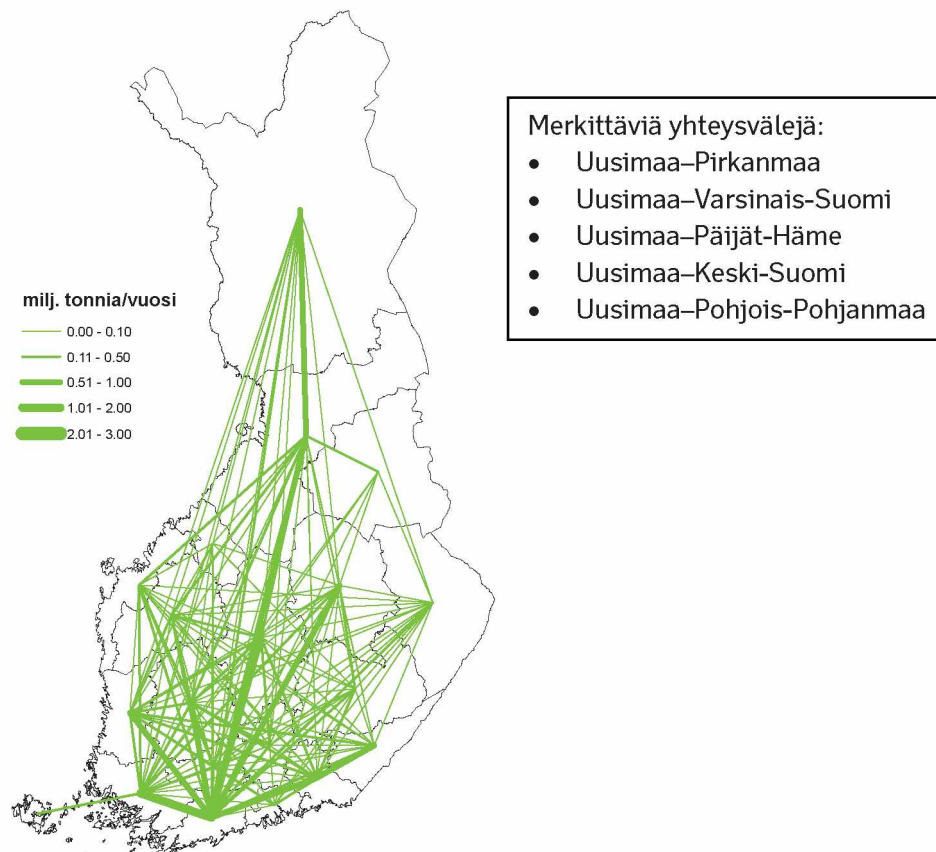 Merkittäviä yhteysvälejä:
• Uusimaa–Pirkanmaa
• Uusimaa–Varsinais-Suomi
• Uusimaa–Päijät-Häme
• Uusimaa–Keski-Suomi
• Uusimaa–Pohjois-Pohjanmaa
milj. tonnia/vuosi
0.00 - 0.10
0.11 - 0.50
0.51 - 1.00
1.01 - 2.00
2.01 - 3.00